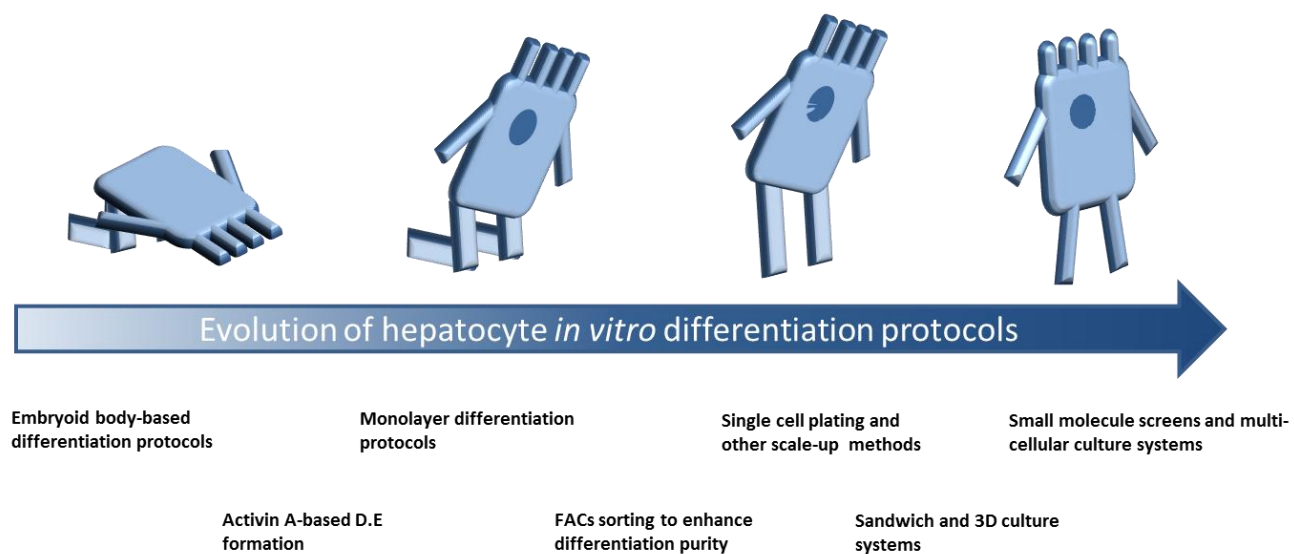 Evolution of hepatocyte in vitro differentiation protocols
Embryoid body-based
differentiation protocols
Monolayer differentiation
protocols
Single cell plating and
other scale-up methods
Small molecule screens and multi-
cellular culture systems
Activin A-based D.E
formation
FACs sorting to enhance
differentiation purity
Sandwich and 3D culture
systems